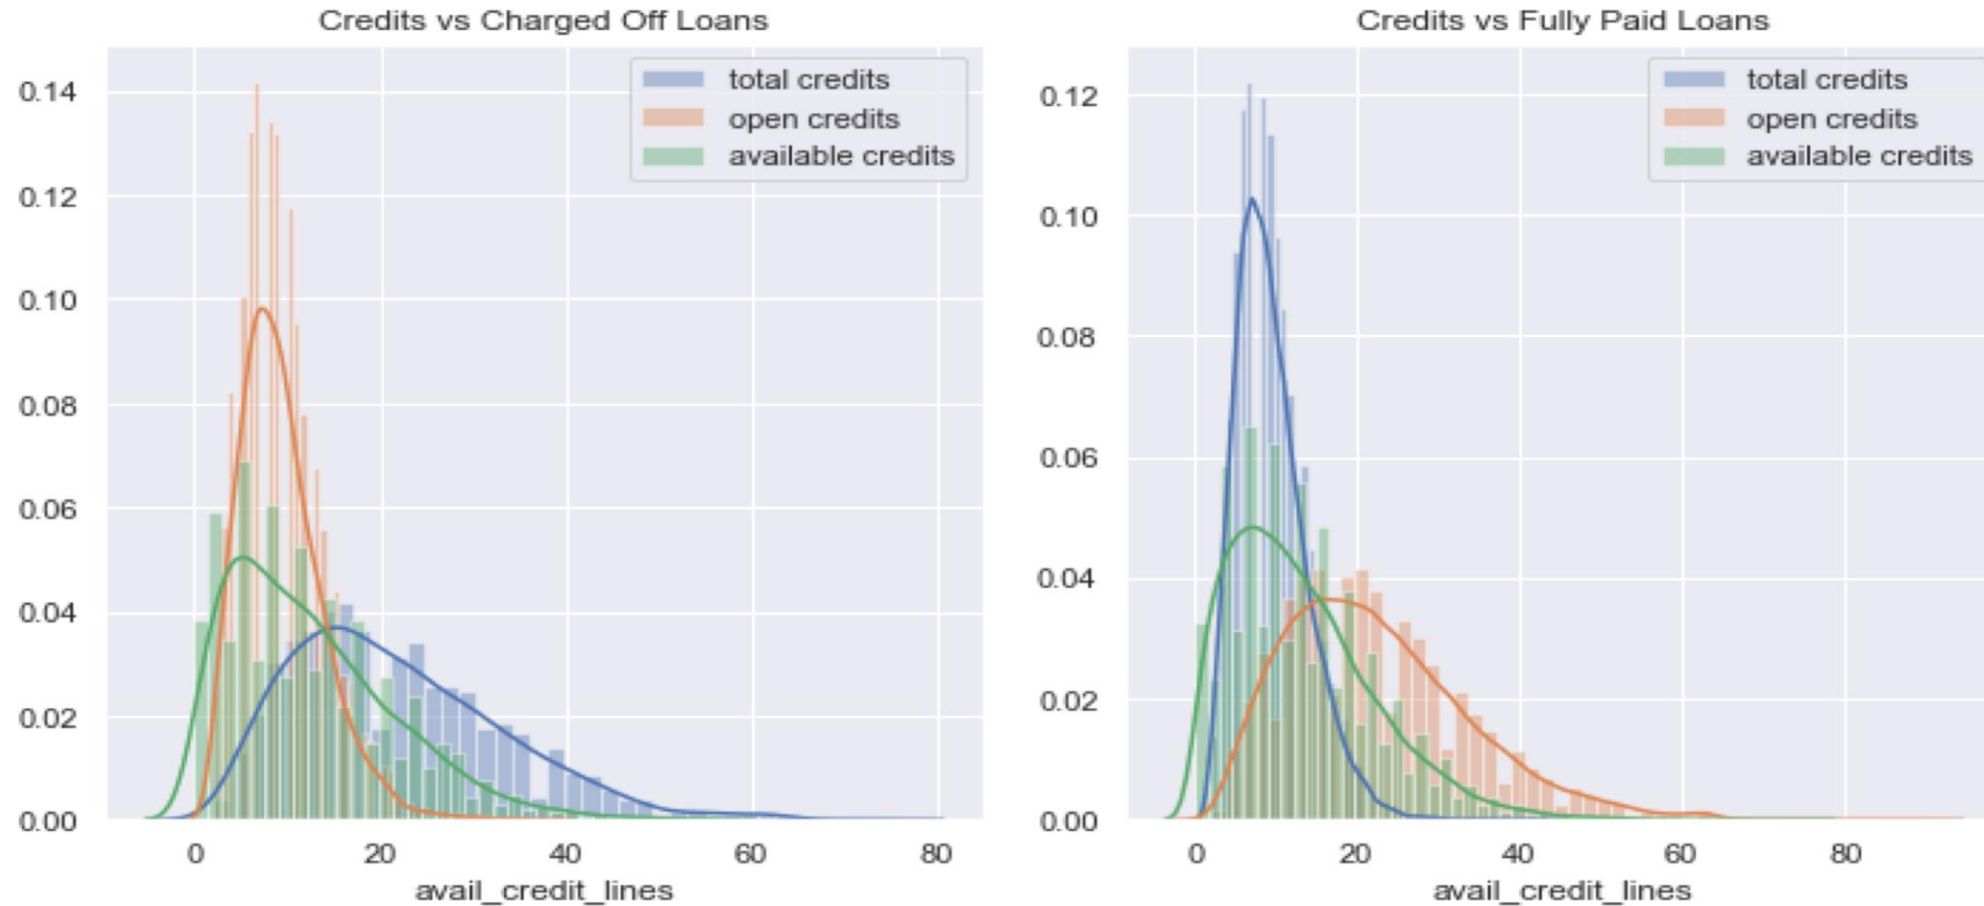 Credits vs Charged Off Loans
total credits
open credits
available credits
0.14
0.12
0.10
0.08
0.06
0.04
0.02
0.00
0 20 40 60 80
avail_credit_lines
Credits vs Fully Paid Loans
total credits
open credits
available credits
0.12
0.10
0.08
0.06
0.04
0.02
0.00
0 20 40 60 80
avail_credit_lines